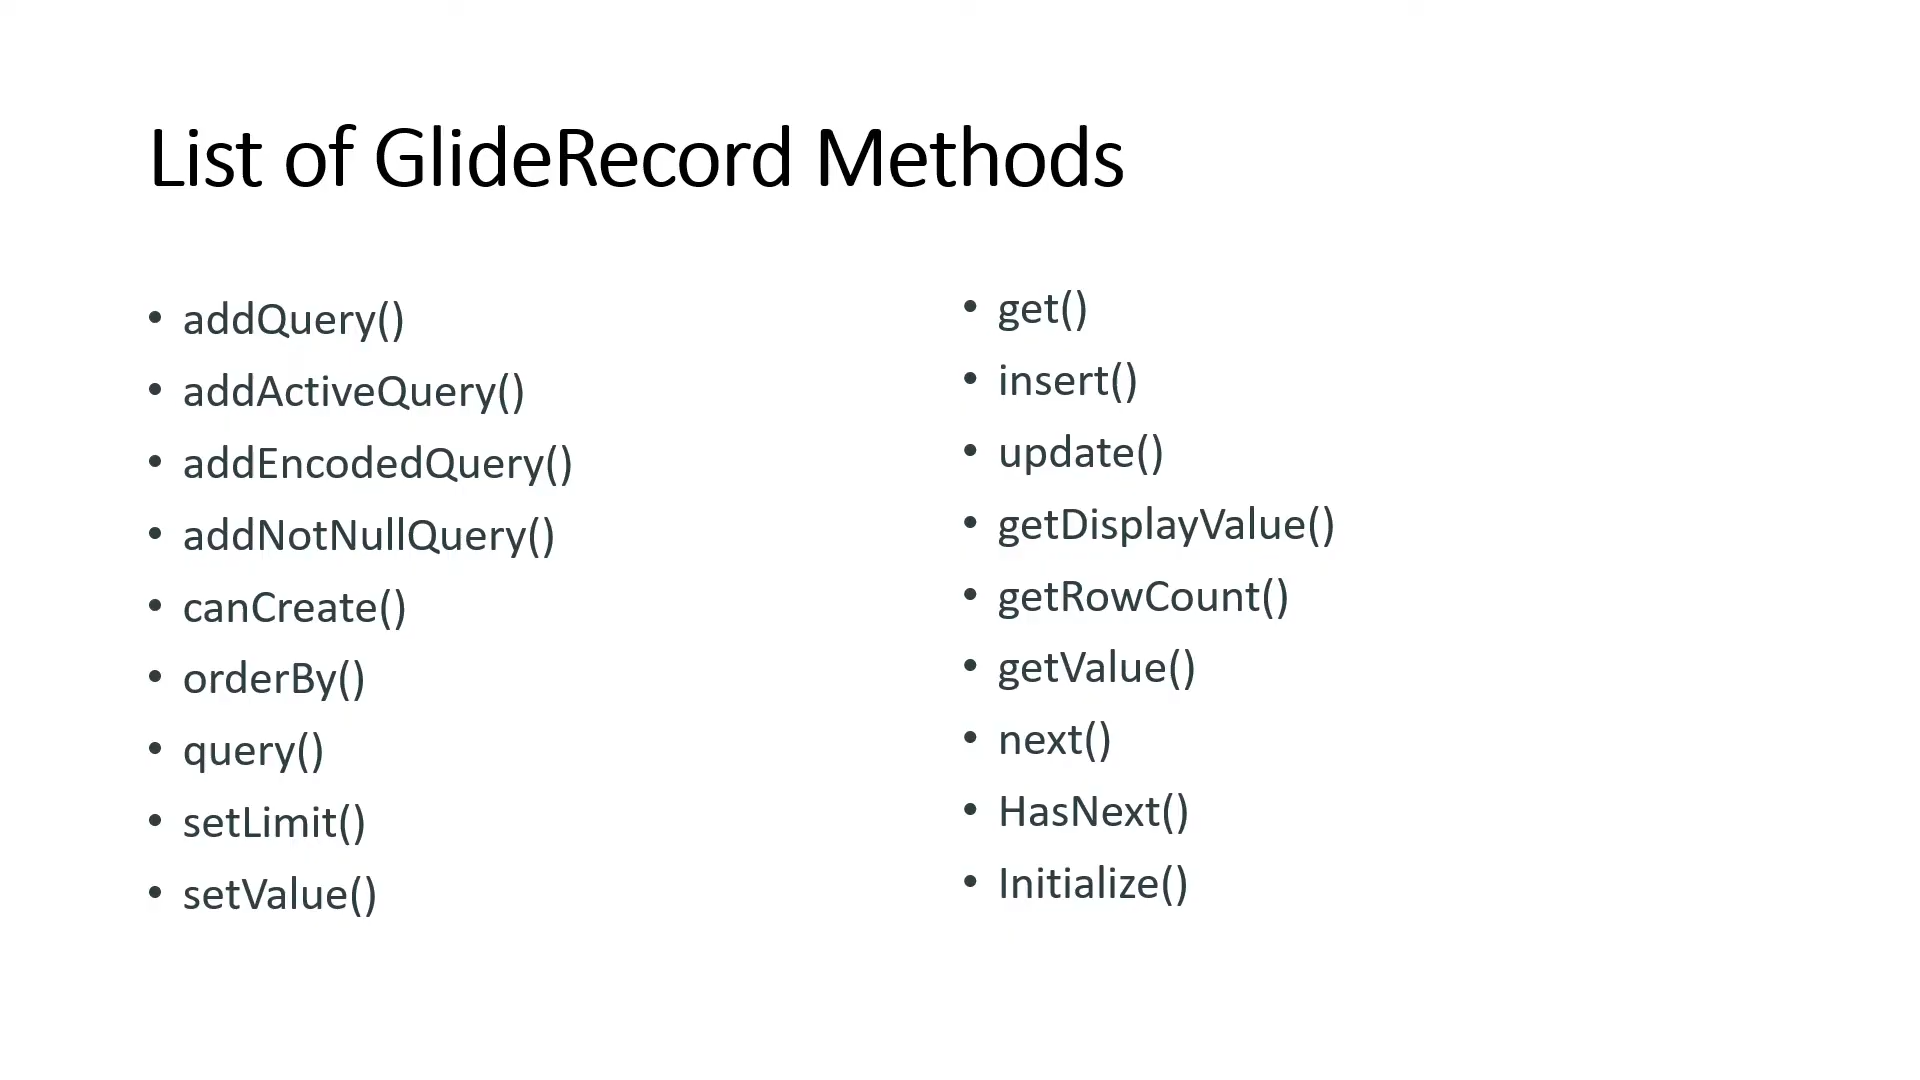 List of GlideRecord Methods
• addQuery()
• addActiveQuery()
• addEncodedQuery()
• addNotNullQuery()
• canCreate()
• orderBy()
• query()
• setLimit()
• setValue()
• get()
• insert()
• update()
• getDisplayValue()
• getRowCount()
• getValue()
• next()
• HasNext()
• Initialize()